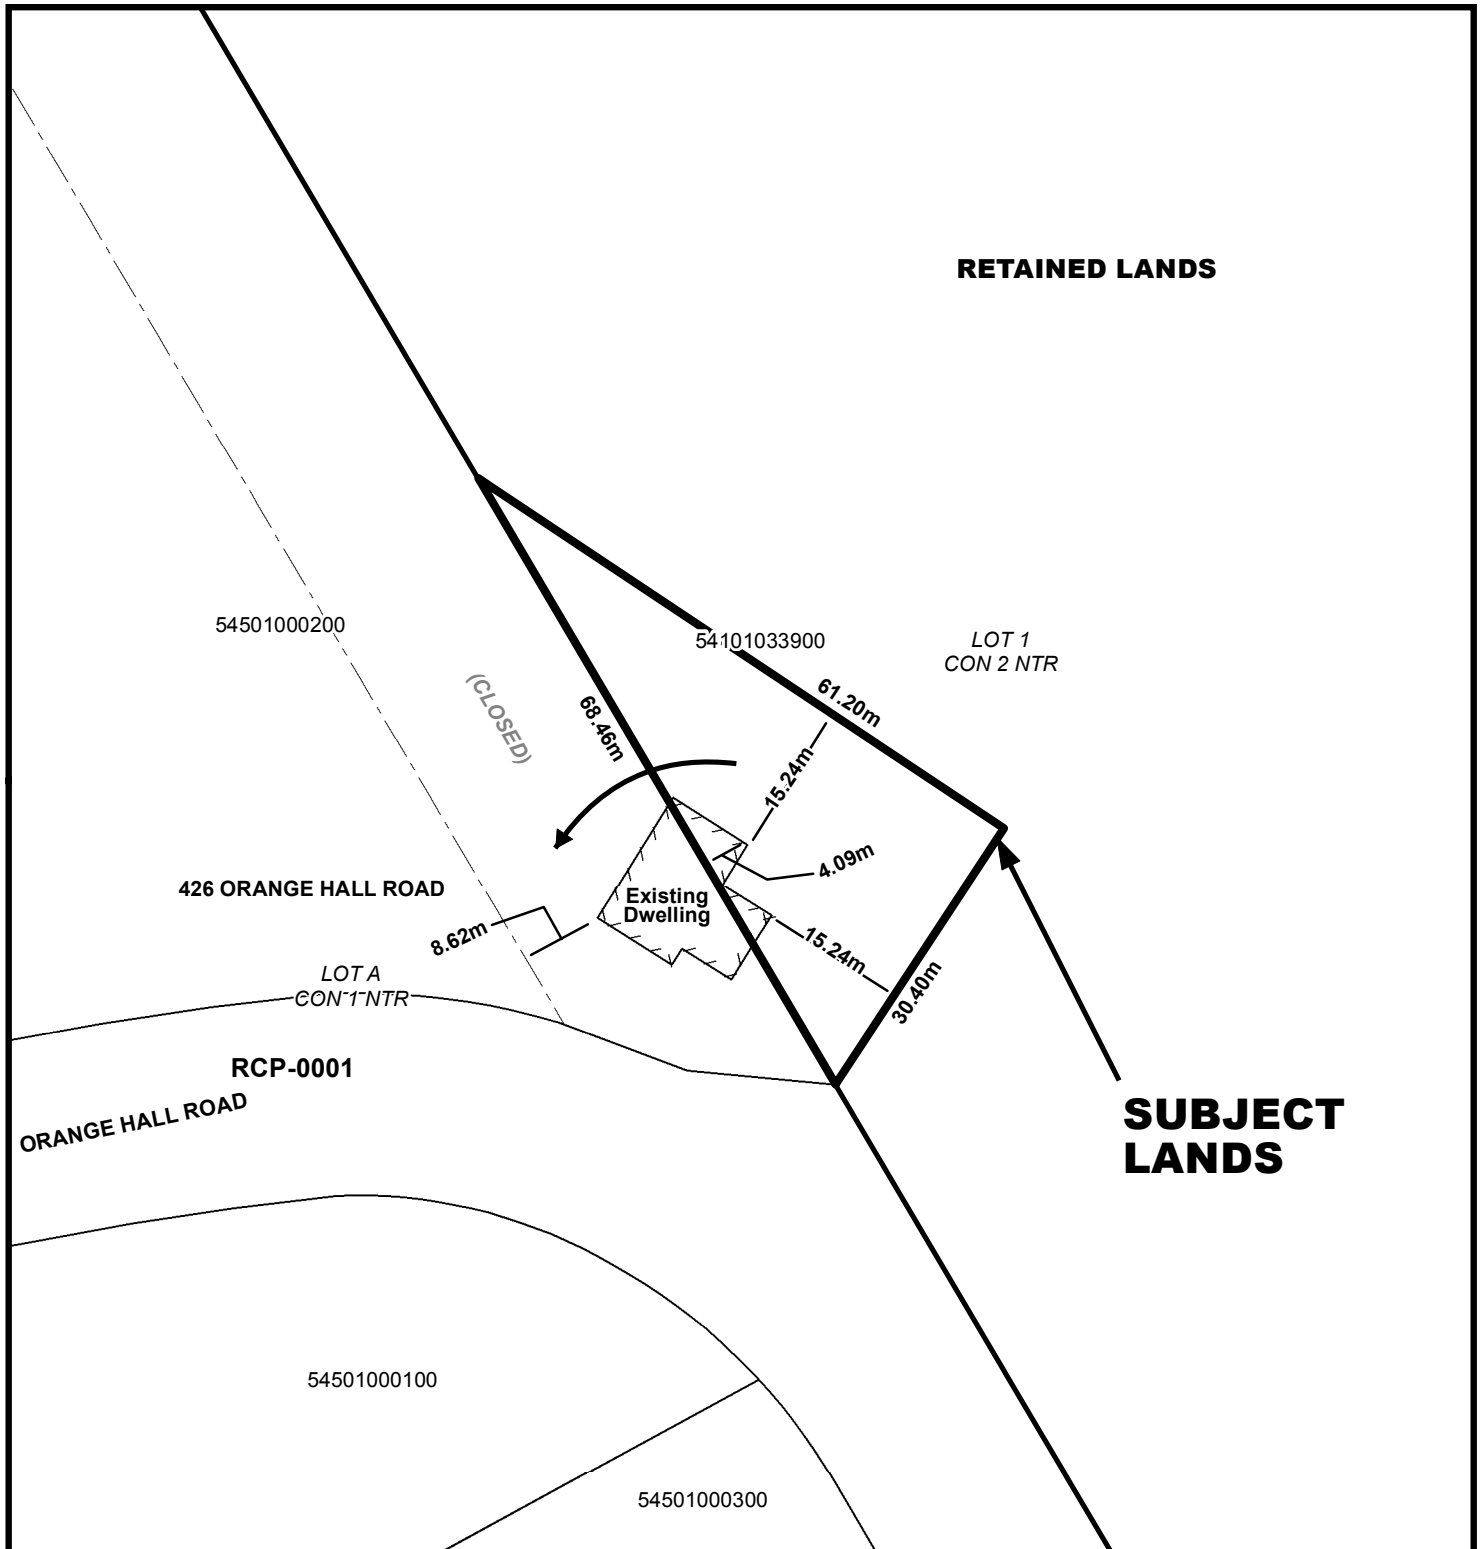 RETAINED LANDS
54501000200
54101033900
LOT 1
CON 2 NTR
61.20m
(CLOSED)
68.46m
15.24m
4.09m
426 ORANGE HALL ROAD
Existing
Dwelling
8.62m
15.24m
LOT A
CON 1 NTR
30.40m
RCP-0001
ORANGE HALL ROAD
SUBJECT
LANDS
54501000100
54501000300